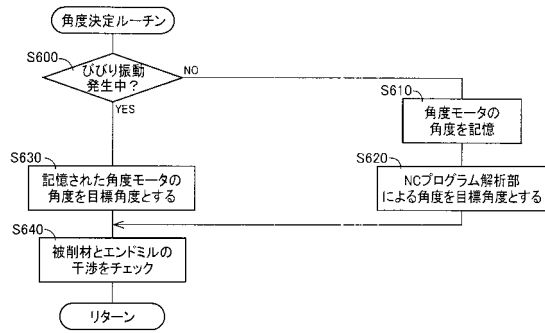 角度決定ルーチン
S600
びびり振動
発生中?
NO
YES
S610
角度モータの
角度を記憶
S630
記憶された角度モータの
角度を目標角度とする
S620
NCプログラム解析部
による角度を目標角度とする
S640
被削材とエンドミルの
干渉をチェック
リターン